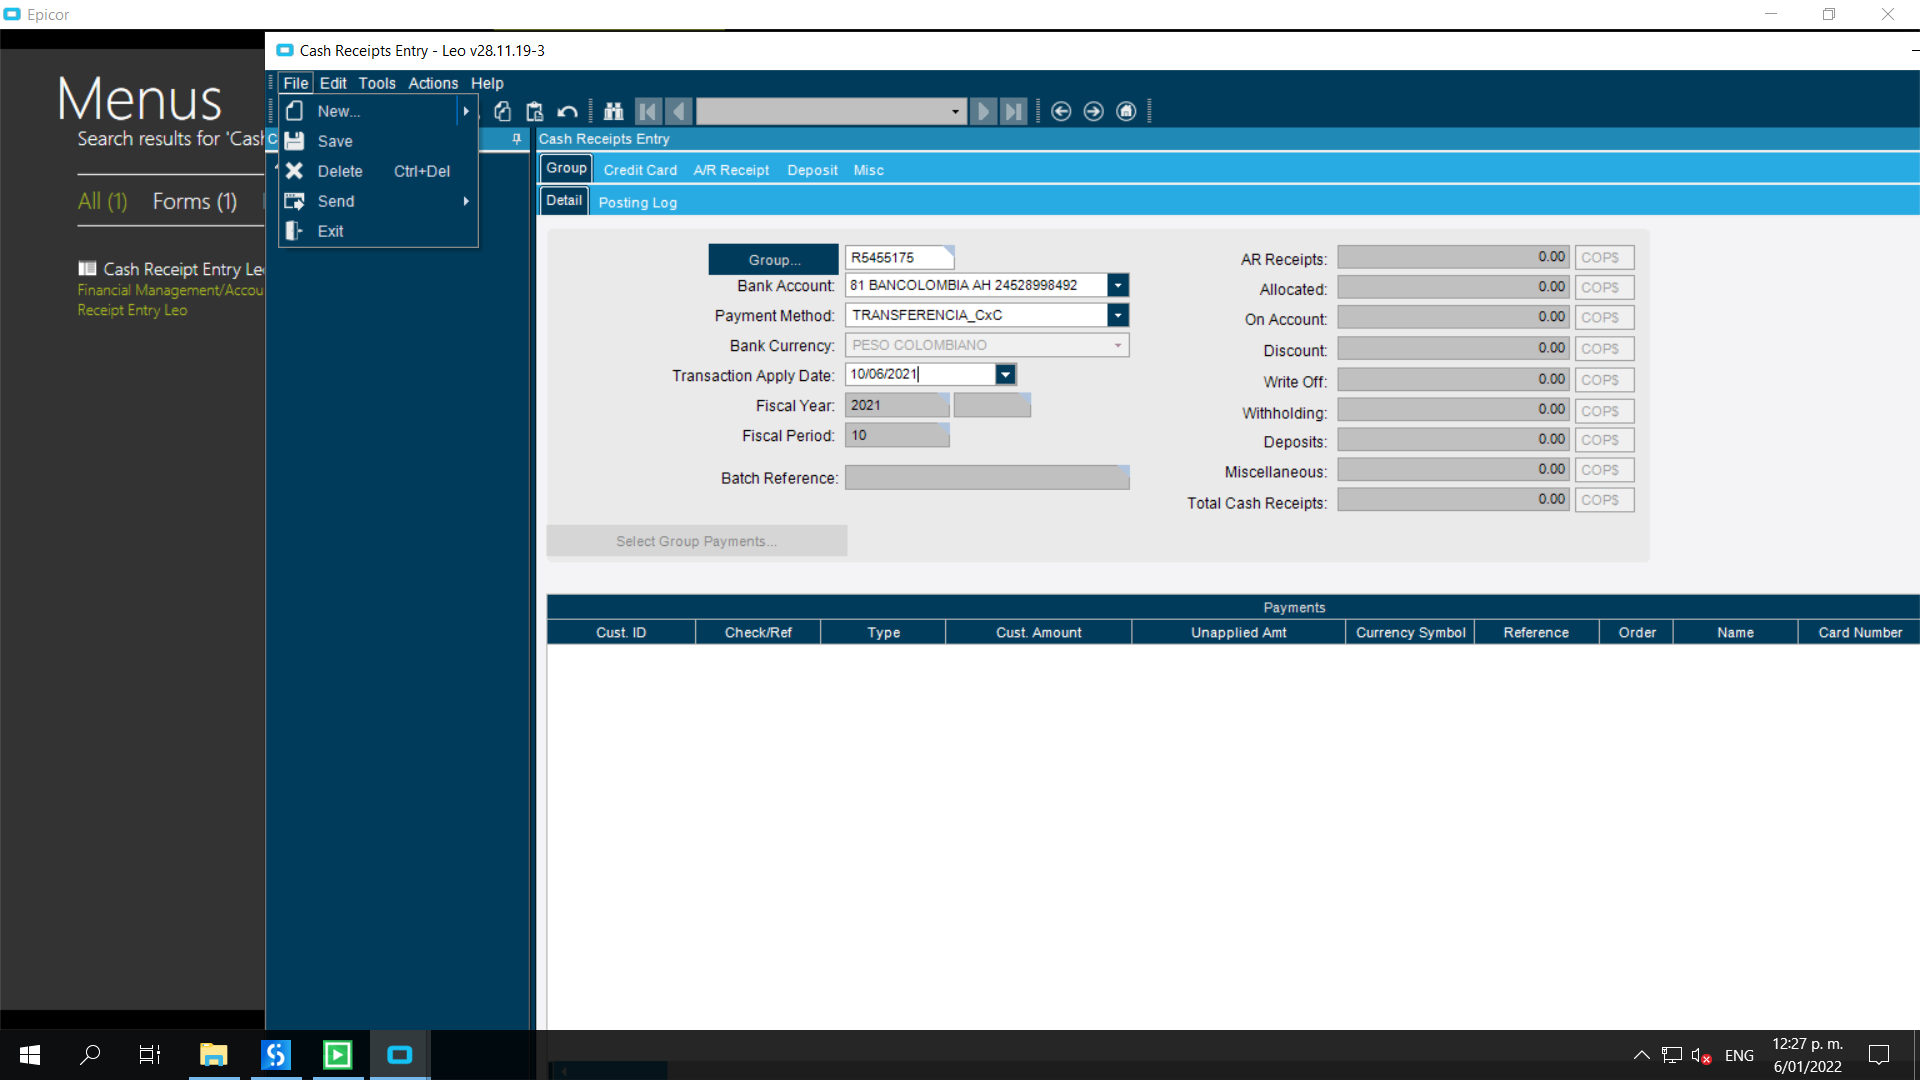 Epicor
Cash Receipts Entry - Leo v28.11.19-3
Menus
Search results for 'Cash
All (1) Forms (1)
Cash Receipt Entry Leo
Financial Management/Accou
Receipt Entry Leo
File Edit Tools Actions Help
New...
Save
Delete Ctrl+Del
Send
Exit
Cash Receipts Entry
Group Credit Card A/R Receipt Deposit Misc
Detail Posting Log
Group... R5455175
Bank Account: 81 BANCOLOMBIA AH 24528998492
Payment Method: TRANSFERENCIA_CxC
Bank Currency: PESO COLOMBIANO
Transaction Apply Date: 10/06/2021
Fiscal Year: 2021
Fiscal Period: 10
Batch Reference:
Select Group Payments...
AR Receipts: 0.00 COP$
Allocated: 0.00 COP$
On Account: 0.00 COP$
Discount: 0.00 COP$
Write Off: 0.00 COP$
Withholding: 0.00 COP$
Deposits: 0.00 COP$
Miscellaneous: 0.00 COP$
Total Cash Receipts: 0.00 COP$
Payments
Cust. ID Check/Ref Type Cust. Amount Unapplied Amt Currency Symbol Reference Order Name Card Number
ENG
12:27 p. m.
6/01/2022